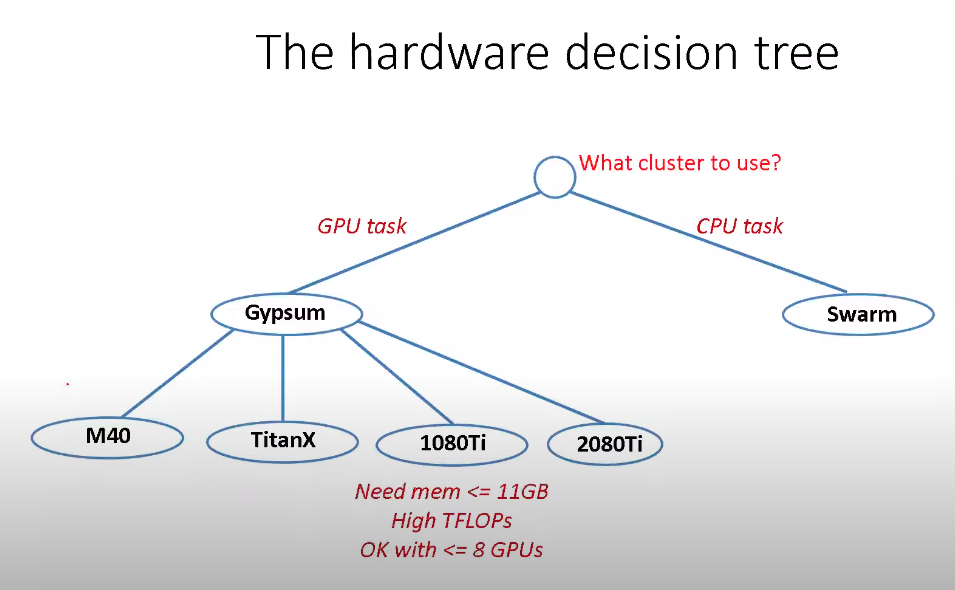 The hardware decision tree
What cluster to use?
GPU task
CPU task
Gypsum
Swarm
M40
TitanX
1080Ti
2080Ti
Need mem <= 11GB
High TFLOPs
OK with <= 8 GPUs